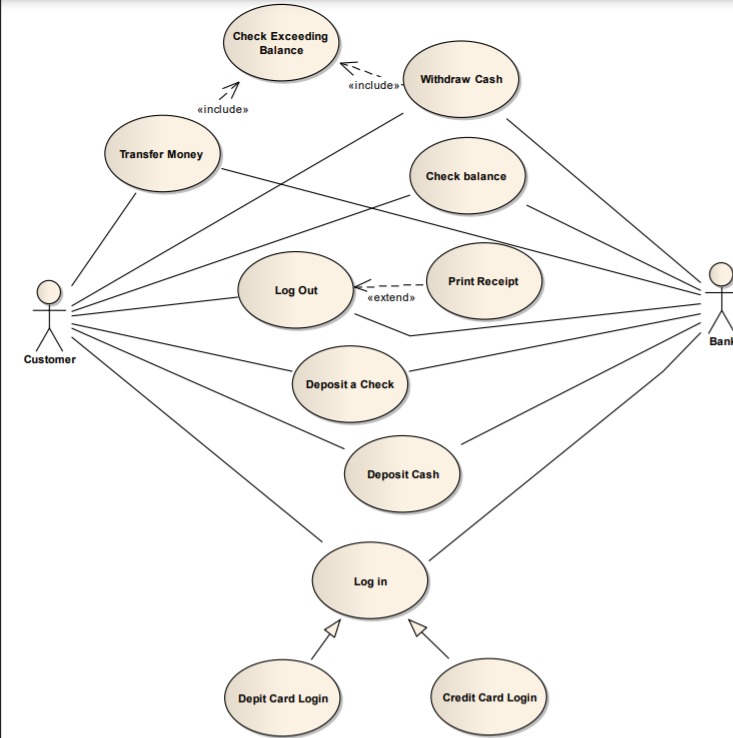 Check Exceeding
Balance
Withdraw Cash
«include»
«include»
Transfer Money
Check balance
Log Out
Print Receipt
«extend»
Customer
Bank
Deposit a Check
Deposit Cash
Log in
Depit Card Login
Credit Card Login